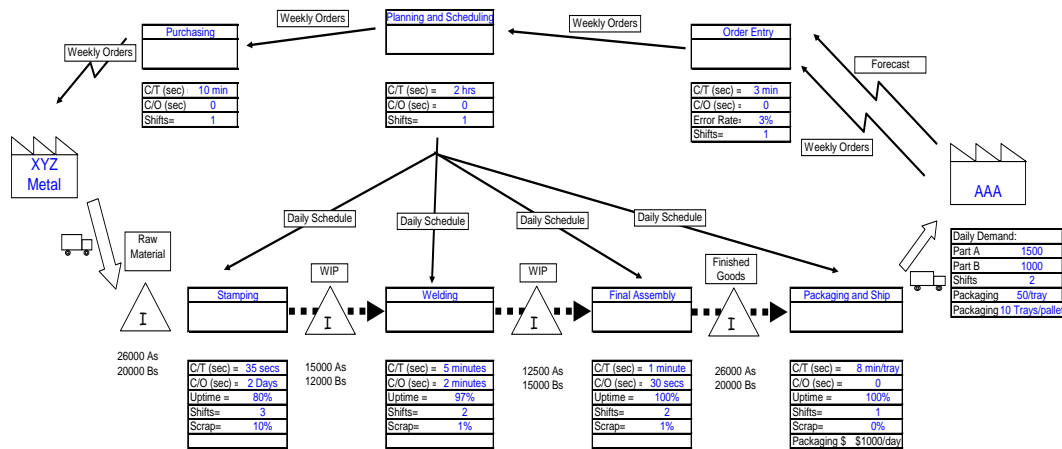 Weekly Orders
Planning and Scheduling
Weekly Orders
Purchasing
Order Entry
Weekly Orders
Forecast
C/T (sec) 10 min
C/O (sec) 0
Shifts= 1
C/T (sec) = 2 hrs
C/O (sec) = 0
Shifts= 1
C/T (sec) = 3 min
C/O (sec) = 0
Error Rate= 3%
Shifts= 1
Weekly Orders
XYZ
Metal
AAA
Daily Schedule
Daily Schedule
Daily Schedule
Daily Schedule
Raw
Material
WIP
WIP
Finished
Goods
Daily Demand:
Part A 1500
Part B 1000
Shifts 2
Packaging 50/tray
Packaging 10 Trays/pallet
Stamping
Welding
Final Assembly
Packaging and Ship
I
I
I
I
26000 As
20000 Bs
15000 As
12000 Bs
12500 As
15000 Bs
26000 As
20000 Bs
C/T (sec) = 35 secs
C/O (sec) = 2 Days
Uptime = 80%
Shifts= 3
Scrap= 10%
C/T (sec) = 5 minutes
C/O (sec) = 2 minutes
Uptime = 97%
Shifts= 2
Scrap= 1%
C/T (sec) = 1 minute
C/O (sec) = 30 secs
Uptime = 100%
Shifts= 2
Scrap= 1%
C/T (sec) = 8 min/tray
C/O (sec) = 0
Uptime = 100%
Shifts= 1
Scrap= 0%
Packaging $ $1000/day